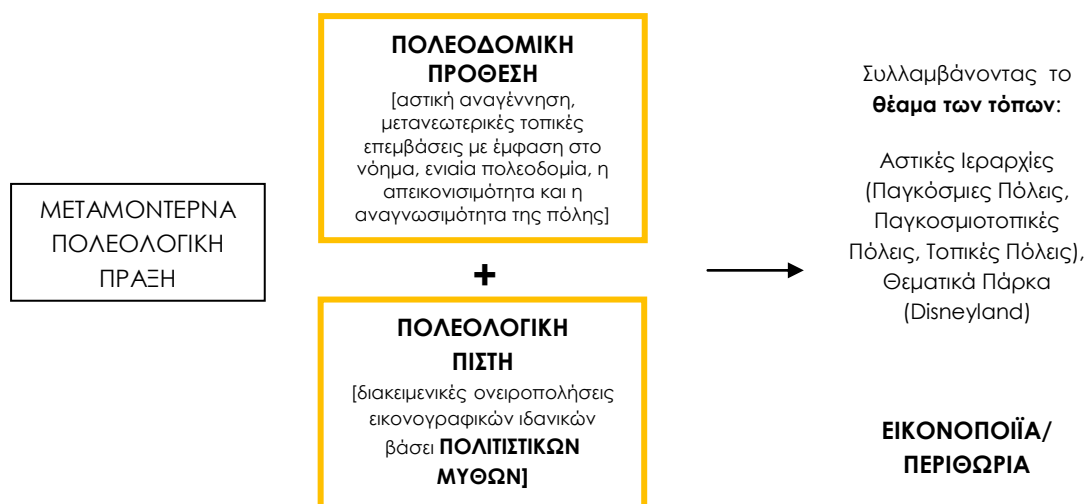 ΜΕΤΑΜΟΝΤΕΡΝΑ
ΠΟΛΕΟΛΟΓΙΚΗ
ΠΡΑΞΗ
ΠΟΛΕΟΔΟΜΙΚΗ
ΠΡΟΘΕΣΗ
[αστική αναγέννηση,
μετανεωτερικές τοπικές
επεμβάσεις με έμφαση στο
νόημα, ενιαία πολεοδομία, η
απεικονισιμότητα και η
αναγνωσιμότητα της πόλης]
+
ΠΟΛΕΟΛΟΓΙΚΗ
ΠΙΣΤΗ
[διακειμενικές ονειροπολήσεις
εικονογραφικών ιδανικών
βάσει ΠΟΛΙΤΙΣΤΙΚΩΝ
ΜΥΘΩΝ]
Συλλαμβάνοντας το
θέαμα των τόπων:
Αστικές Ιεραρχίες
(Παγκόσμιες Πόλεις,
Παγκοσμιοτοπικές
Πόλεις, Τοπικές Πόλεις),
Θεματικά Πάρκα
(Disneyland)
ΕΙΚΟΝΟΠΟΙΪΑ/
ΠΕΡΙΘΩΡΙΑ